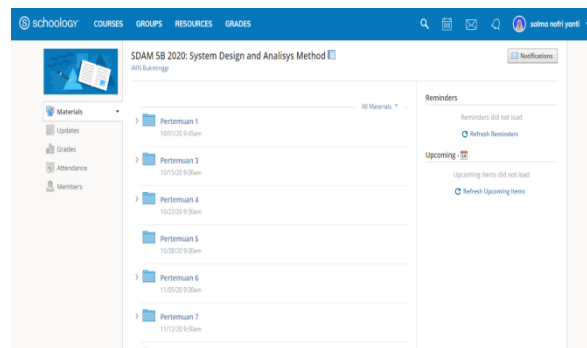 schoology COURSES GROUPS RESOURCES GRADES salma nofri yanti
SDAM 5B 2020: System Design and Analisys Method
IAIN Bukittinggi
Notifications
Materials
Updates
Grades
Attendance
Members
All Materials
Pertemuan 1
10/01/20 9:45am
Pertemuan 3
10/15/20 9:30am
Pertemuan 4
10/22/20 9:30am
Pertemuan 5
10/28/20 9:30am
Pertemuan 6
11/05/20 9:30am
Pertemuan 7
11/12/20 9:30am
Reminders
Reminders did not load
Refresh Reminders
Upcoming
Upcoming items did not load
Refresh Upcoming Items